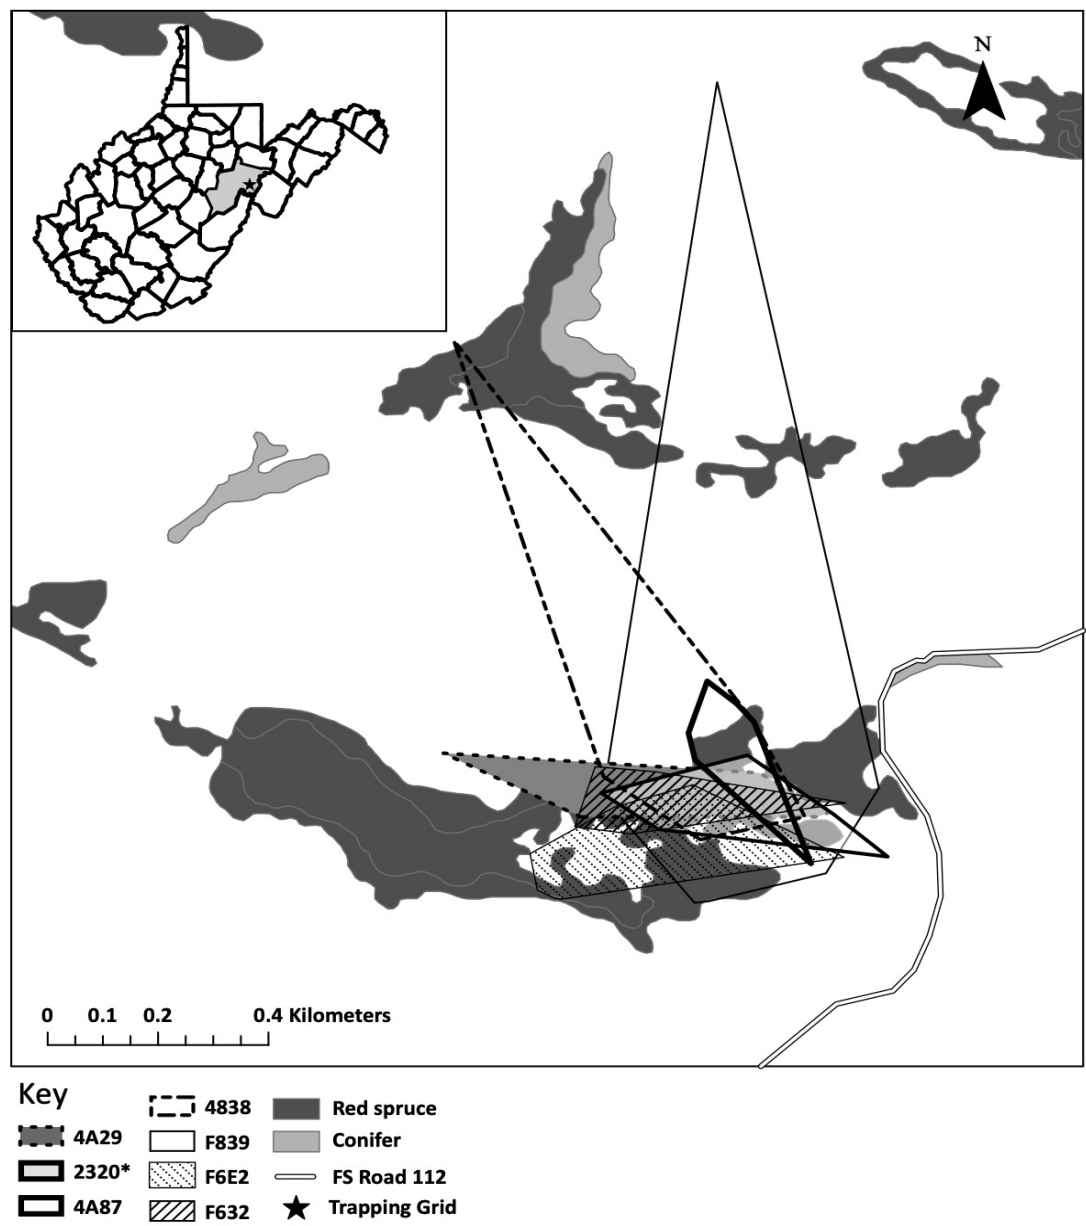 N
0 0.1 0.2 0.4 Kilometers
Key
4A29
2320*
4A87
4838
F839
F6E2
F632
Red spruce
Conifer
FS Road 112
Trapping Grid